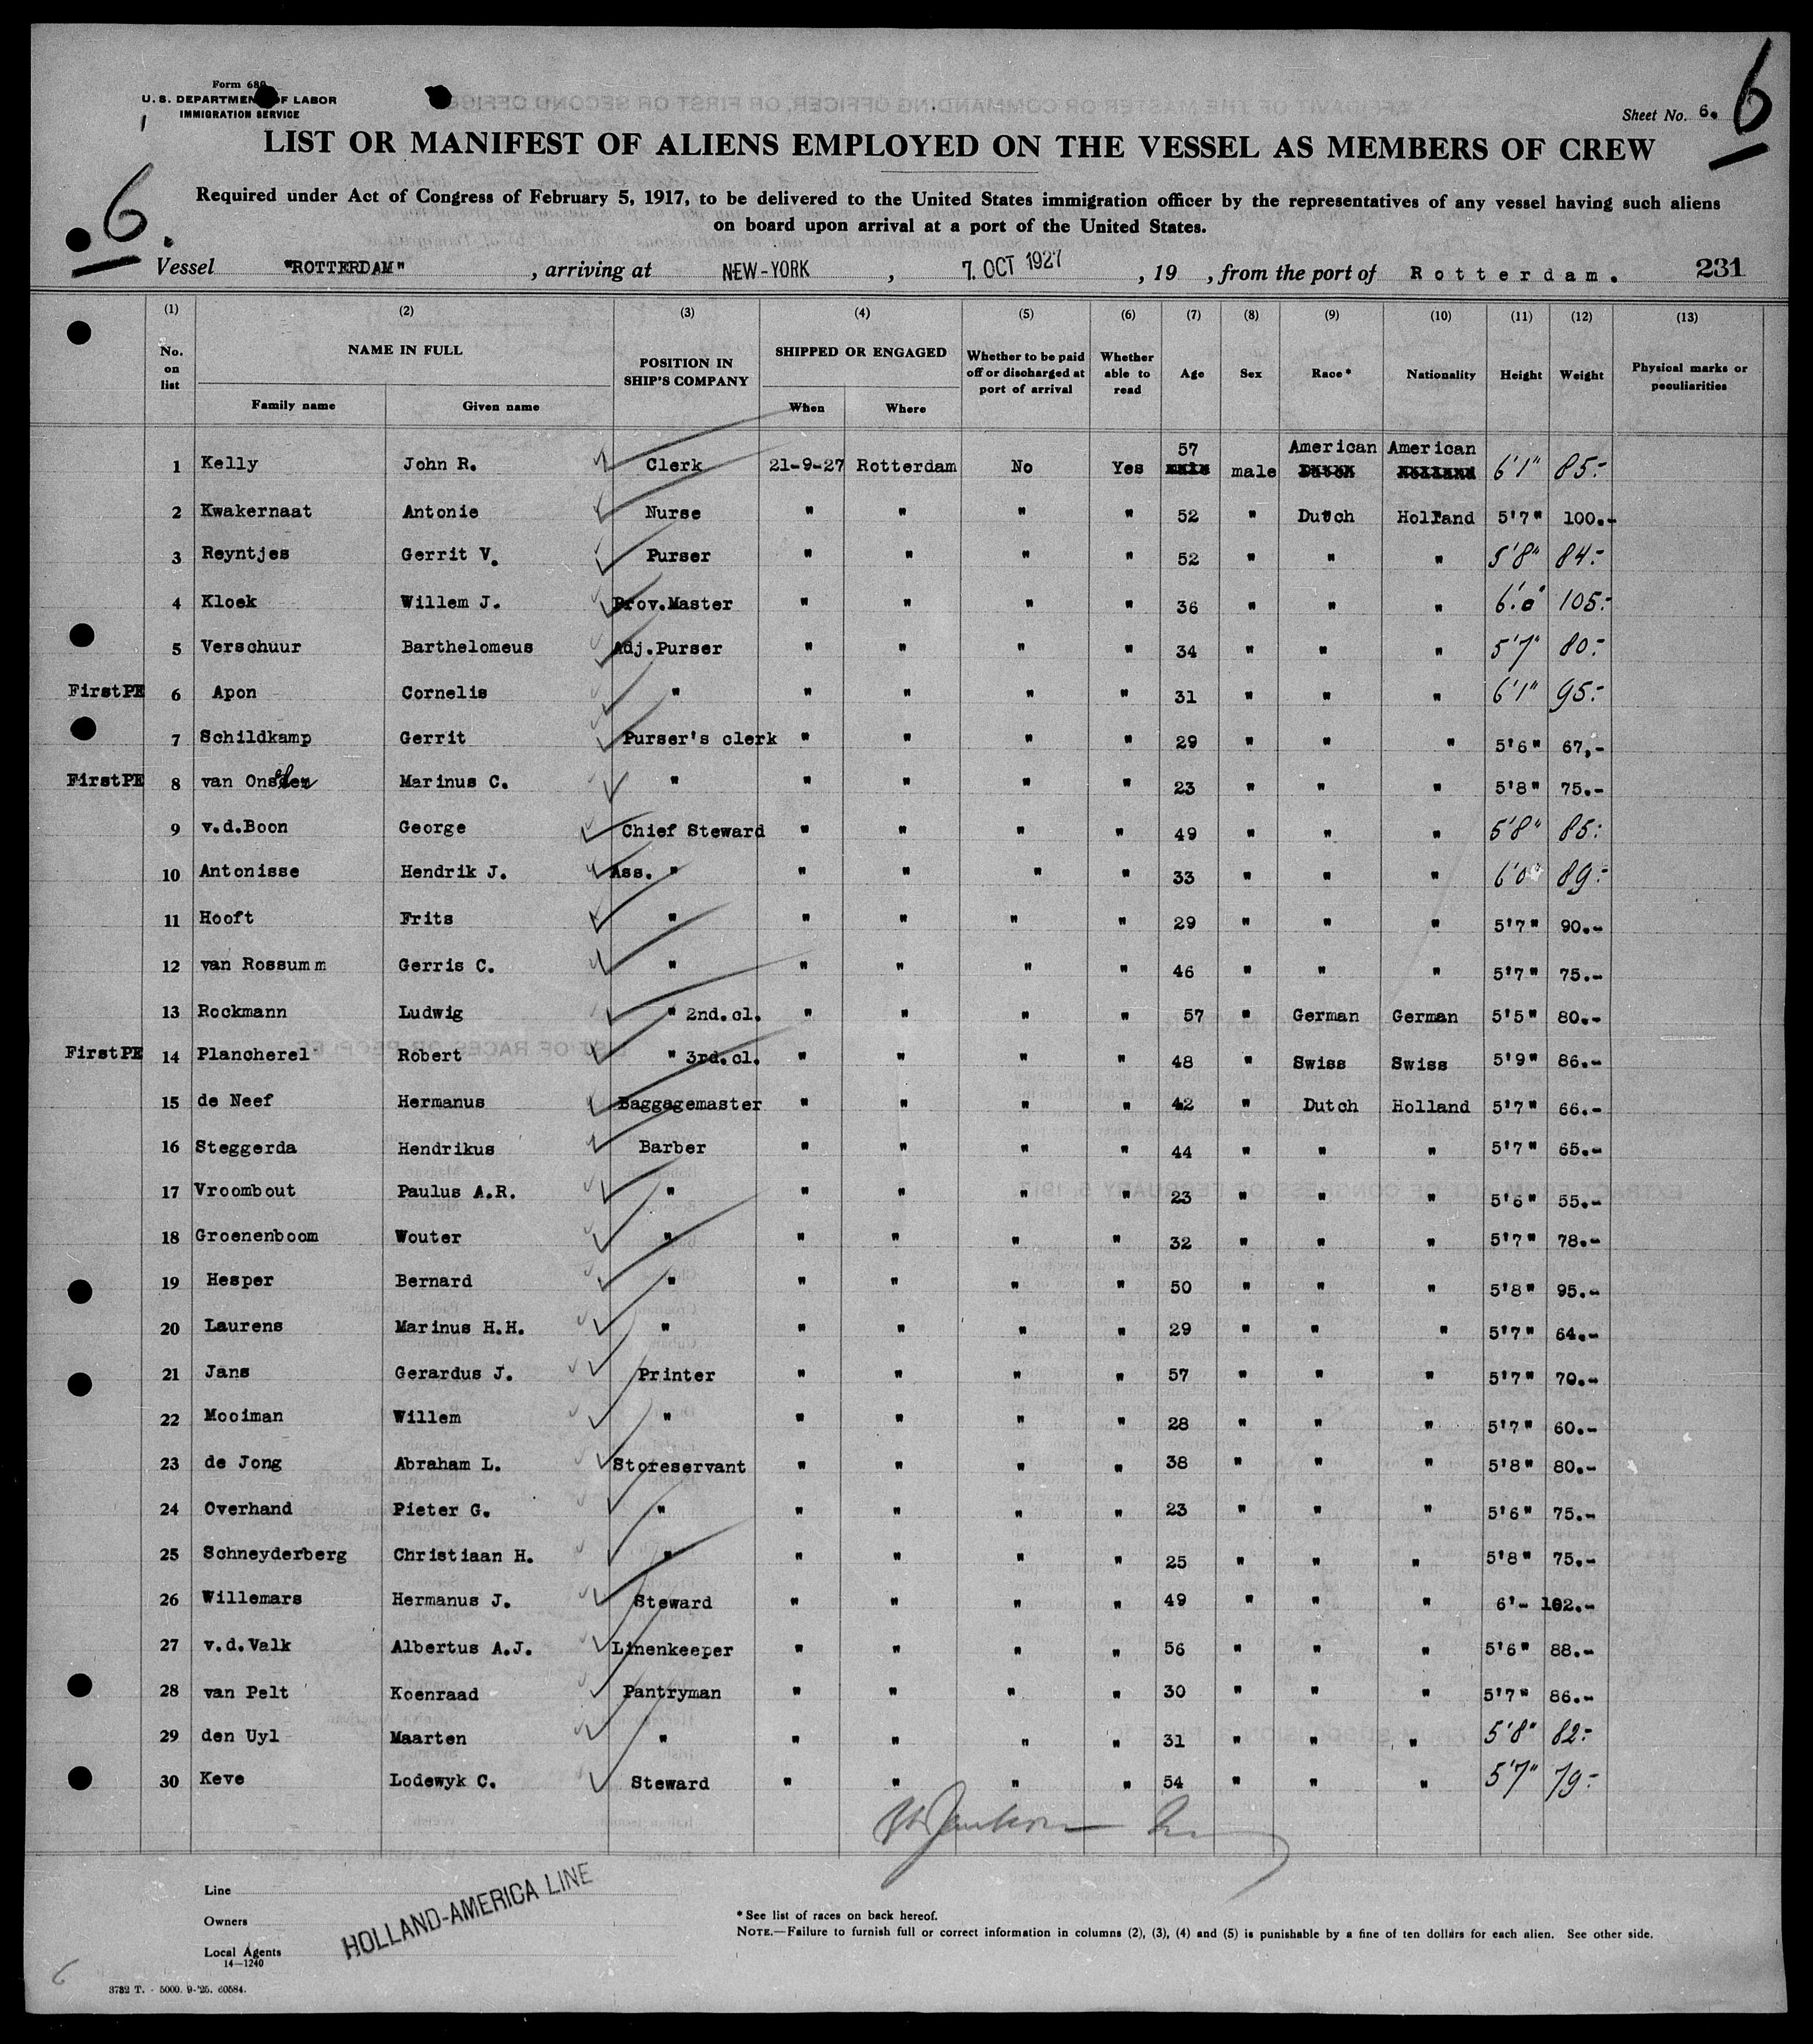 Form 680
U. S. DEPARTMENT OF LABOR
IMMIGRATION SERVICE
Sheet No. 6. 6
LIST OR MANIFEST OF ALIENS EMPLOYED ON THE VESSEL AS MEMBERS OF CREW
Required under Act of Congress of February 5, 1917, to be delivered to the United States immigration officer by the representatives of any vessel having such aliens
on board upon arrival at a port of the United States.
6.
Vessel "ROTTERDAM", arriving at NEW-YORK, 7. OCT 1927, 19 , from the port of Rotterdam. 231
(1) (2) (3) (4) (5) (6) (7) (8) (9) (10) (11) (12) (13)
No. on list NAME IN FULL POSITION IN SHIP'S COMPANY SHIPPED OR ENGAGED Whether to be paid off or discharged at port of arrival Whether able to read Age Sex Race* Nationality Height Weight Physical marks or peculiarities
Family name Given name When Where
1 Kelly John R. Clerk 21-9-27 Rotterdam No Yes 57 male American American 6'1" 85.-
2 Kwakernaat Antonie Nurse " " " " 52 " Dutch Holland 5'7" 100.-
3 Reyntjes Gerrit V. Purser " " " " 52 " " " 5'8" 84.-
4 Kloek Willem J. Prov.Master " " " " 36 " " " 6'0" 105.-
5 Verschuur Barthelomeus Adj.Purser " " " " 34 " " " 5'7" 80.-
FirstPE 6 Apon Cornelis " " " " " 31 " " " 6'1" 95.-
7 Schildkamp Gerrit Purser's clerk " " " " 29 " " " 5'6" 67,-
FirstPE 8 van Onsden Marinus C. " " " " " 23 " " " 5'8" 75.-
9 v.d.Boon George Chief Steward " " " " 49 " " " 5'8" 85.-
10 Antonisse Hendrik J. Ass. " " " " " 33 " " " 6'0" 89.-
11 Hooft Frits " " " " " 29 " " " 5'7" 90.-
12 van Rossumm Gerris C. " " " " " 46 " " " 5'7" 75.-
13 Rockmann Ludwig " 2nd.cl. " " " " 57 " German German 5'5" 80.-
FirstPE 14 Plancherel Robert " 3rd.cl. " " " " 48 " Swiss Swiss 5'9" 86.-
15 de Neef Hermanus Baggagemaster " " " " 42 " Dutch Holland 5'7" 66.-
16 Steggerda Hendrikus Barber " " " " 44 " " " 5'7" 65.-
17 Vroombout Paulus A.R. " " " " " 23 " " " 5'6" 55.-
18 Groenenboom Wouter " " " " " 32 " " " 5'7" 78.-
19 Hesper Bernard " " " " " 50 " " " 5'8" 95.-
20 Laurens Marinus H.H. " " " " " 29 " " " 5'7" 64.-
21 Jans Gerardus J. Printer " " " " 57 " " " 5'7" 70.-
22 Mooiman Willem " " " " " 28 " " " 5'7" 60.-
23 de Jong Abraham L. Storeservant " " " " 38 " " " 5'8" 80.-
24 Overhand Pieter G. " " " " " 23 " " " 5'6" 75.-
25 Schneyderberg Christiaan H. " " " " " 25 " " " 5'8" 75.-
26 Willemars Hermanus J. Steward " " " " 49 " " " 6'- 102.-
27 v.d.Valk Albertus A.J. Linenkeeper " " " " 56 " " " 5'6" 88.-
28 van Pelt Koenraad Pantryman " " " " 30 " " " 5'7" 86.-
29 den Uyl Maarten " " " " " 31 " " " 5'8" 82.-
30 Keve Lodewyk C. Steward " " " " 54 " " " 5'7" 79.-
Line
Owners
Local Agents
14-1240
HOLLAND-AMERICA LINE
* See list of races on back hereof.
NOTE.—Failure to furnish full or correct information in columns (2), (3), (4) and (5) is punishable by a fine of ten dollars for each alien. See other side.
6
3732 T. - 5000. 9-'25. 60584.